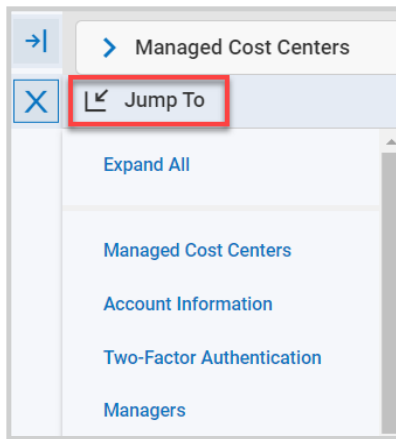 Managed Cost Centers
Jump To
Expand All
Managed Cost Centers
Account Information
Two-Factor Authentication
Managers